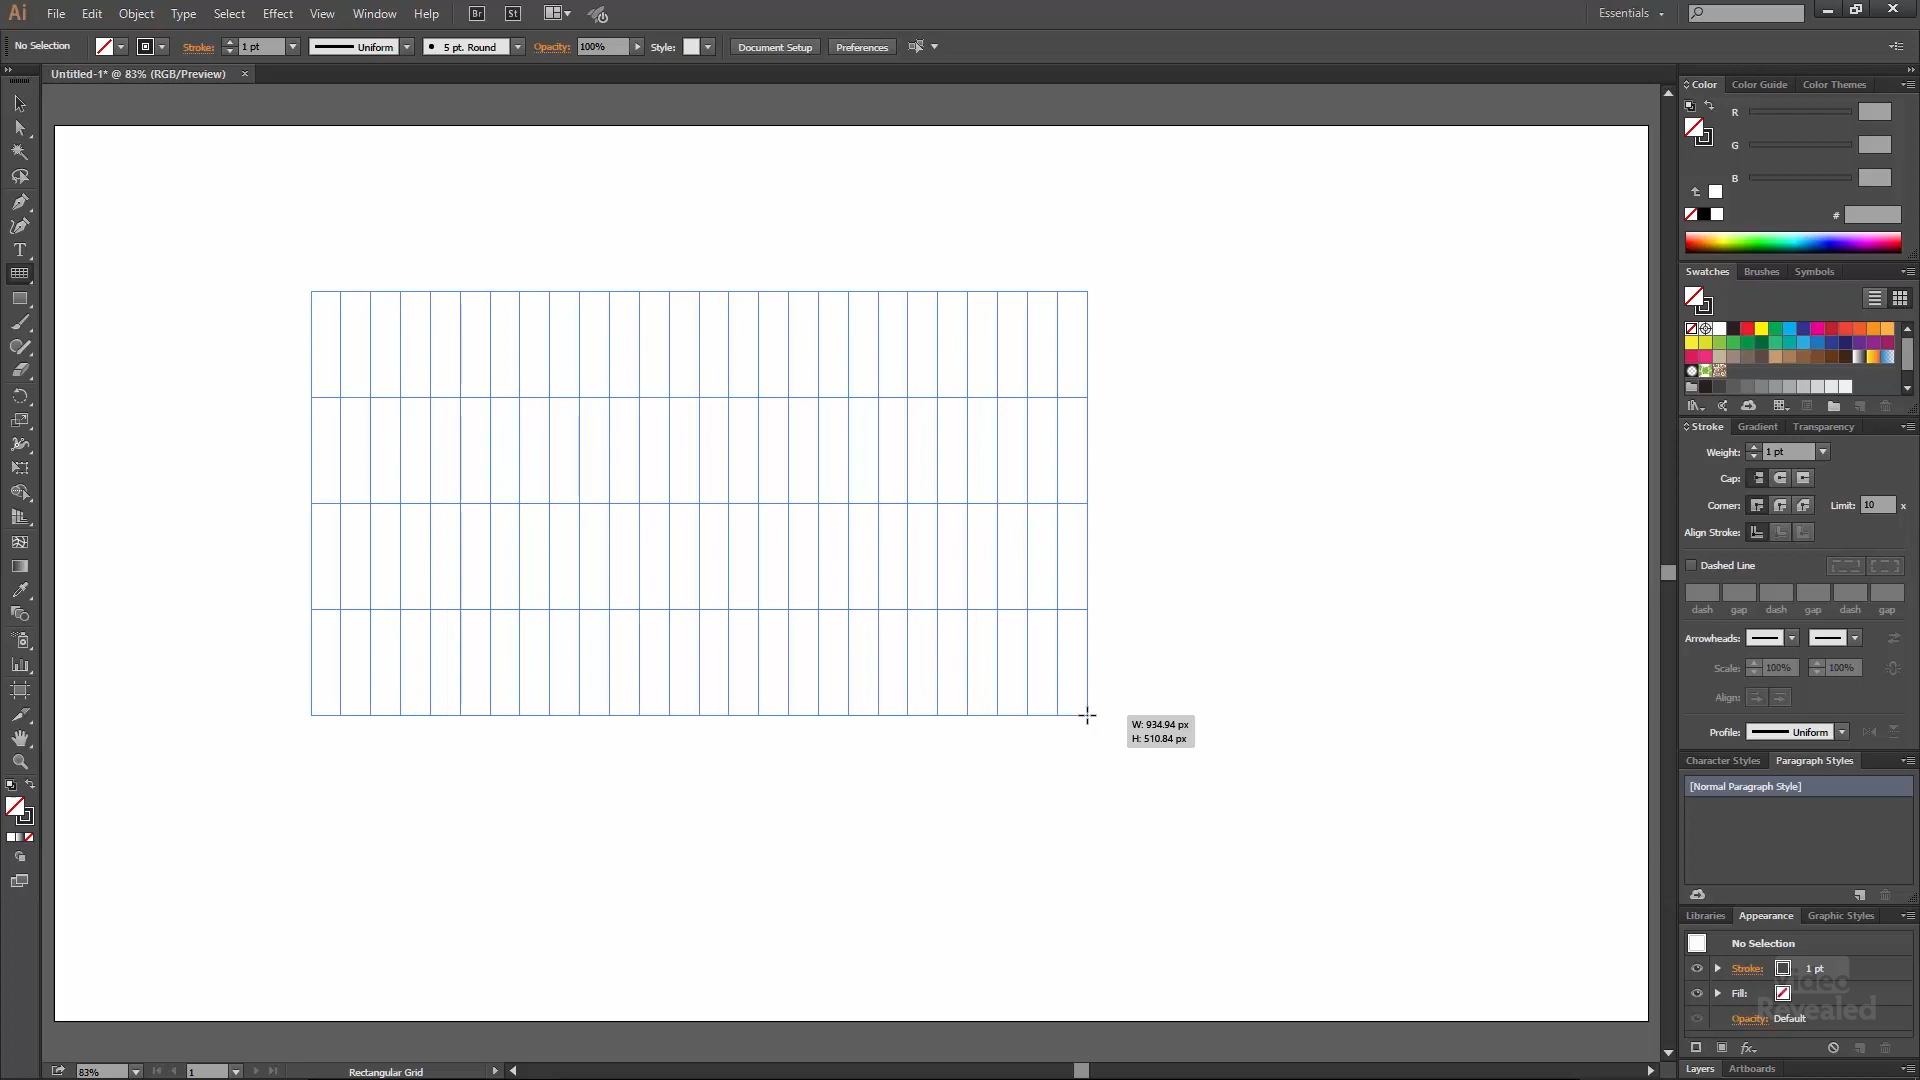 Ai File Edit Object Type Select Effect View Window Help Br St Essentials
No Selection Stroke: 1 pt Uniform 5 pt. Round Opacity: 100% Style: Document Setup Preferences
Untitled-1* @ 83% (RGB/Preview)
Color Color Guide Color Themes
R
G
B
#
Swatches Brushes Symbols
Stroke Gradient Transparency
Weight: 1 pt
Cap:
Corner: Limit: 10 x
Align Stroke:
Dashed Line
dash gap dash gap dash gap
Arrowheads:
Scale: 100% 100%
Align:
Profile: Uniform
W: 934.94 px
H: 510.84 px
Character Styles Paragraph Styles
[Normal Paragraph Style]
Libraries Appearance Graphic Styles
No Selection
Stroke: 1 pt
Fill:
Opacity: Default
Video
Revealed
fx
Layers Artboards
83% 1 Rectangular Grid